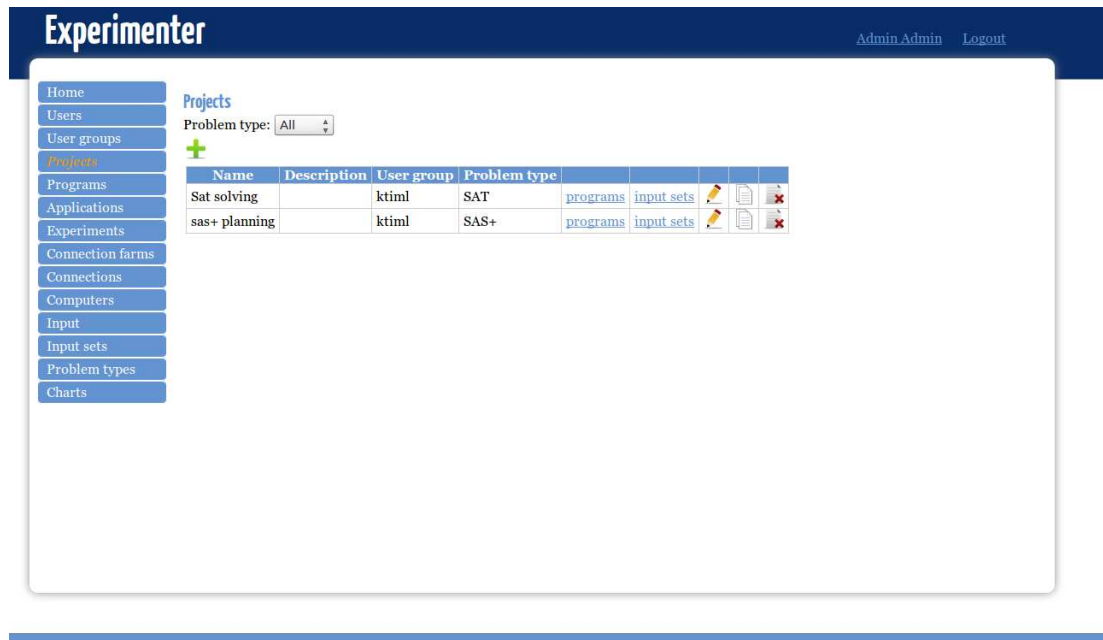 Experimenter
Admin Admin Logout
Home
Users
User groups
Projects
Programs
Applications
Experiments
Connection farms
Connections
Computers
Input
Input sets
Problem types
Charts
Projects
Problem type: All
Name Description User group Problem type
Sat solving ktiml SAT programs input sets
sas+ planning ktiml SAS+ programs input sets